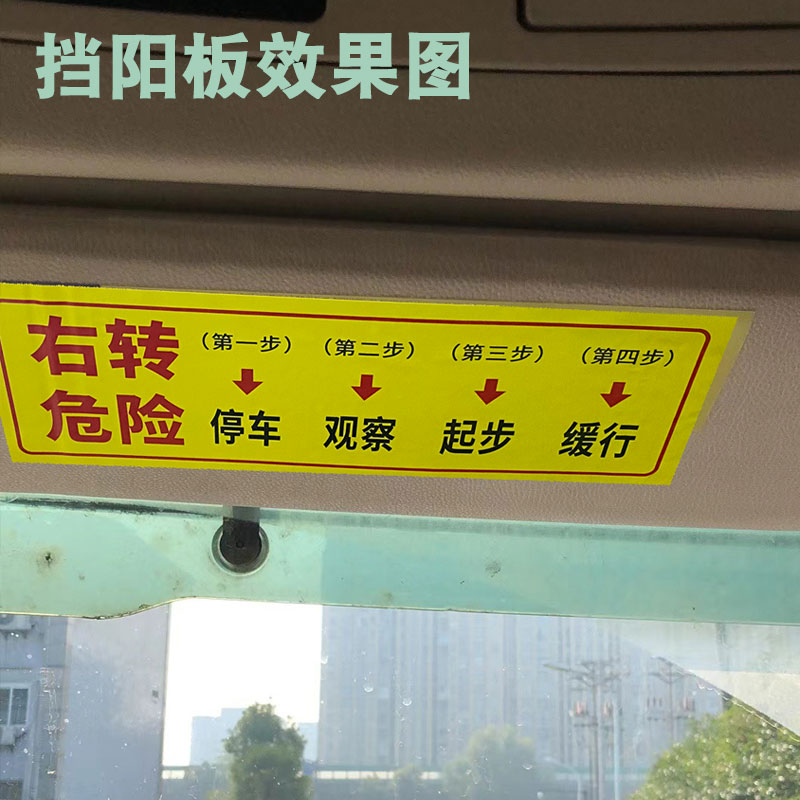 挡阳板效果图
右转
危险
（第一步） （第二步） （第三步） （第四步）
停车 观察 起步 缓行